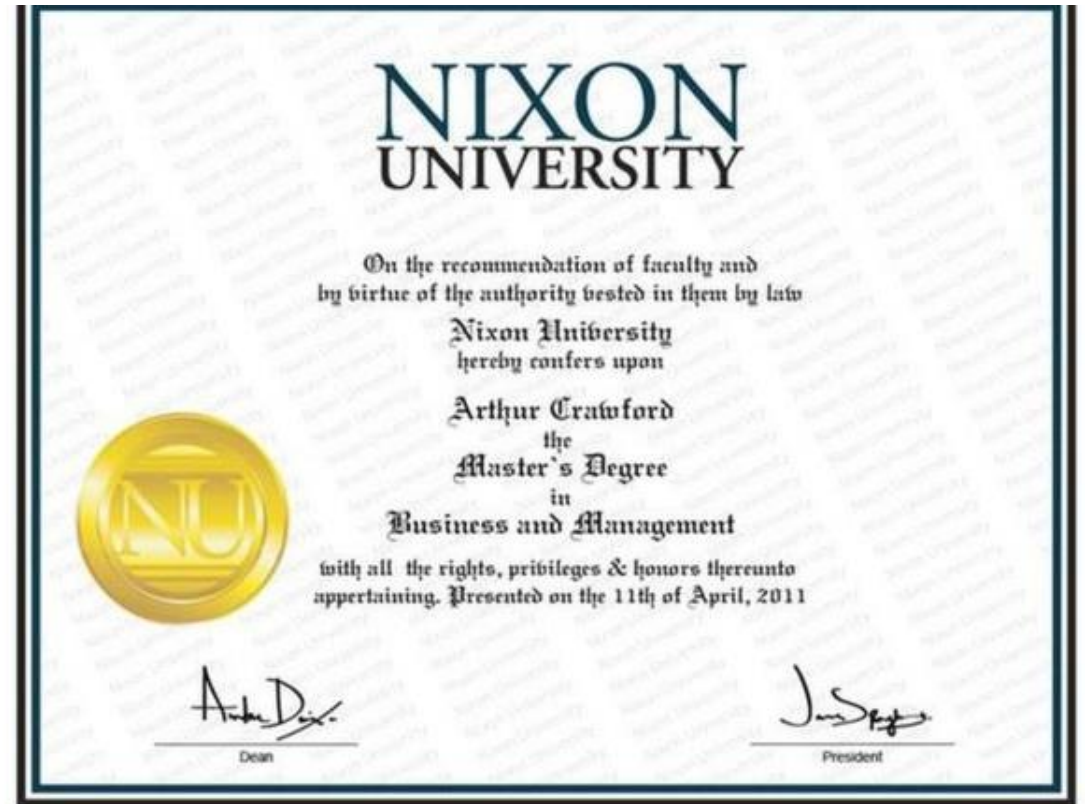 NIXON
UNIVERSITY
On the recommendation of faculty and
by virtue of the authority vested in them by law
Nixon University
hereby confers upon
Arthur Crawford
the
Master`s Degree
in
Business and Management
with all the rights, privileges & honors thereunto
appertaining. Presented on the 11th of April, 2011
NU
Dean
President